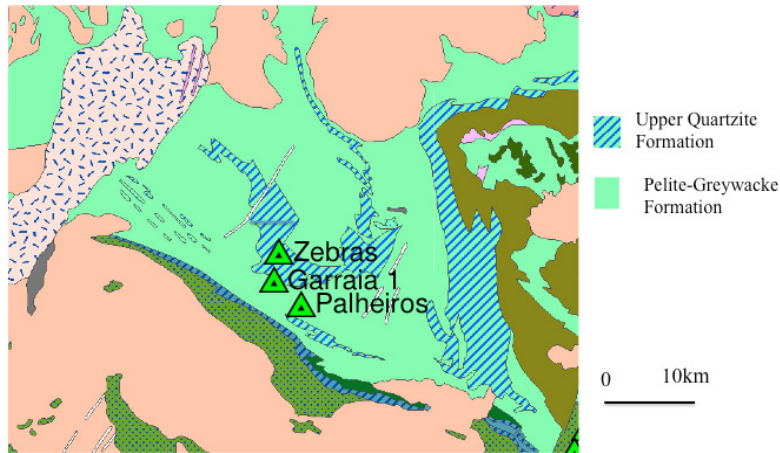 Upper Quartzite
Formation
Pelite-Greywacke
Formation
Zebras
Garraia 1
Palheiros
0 10km